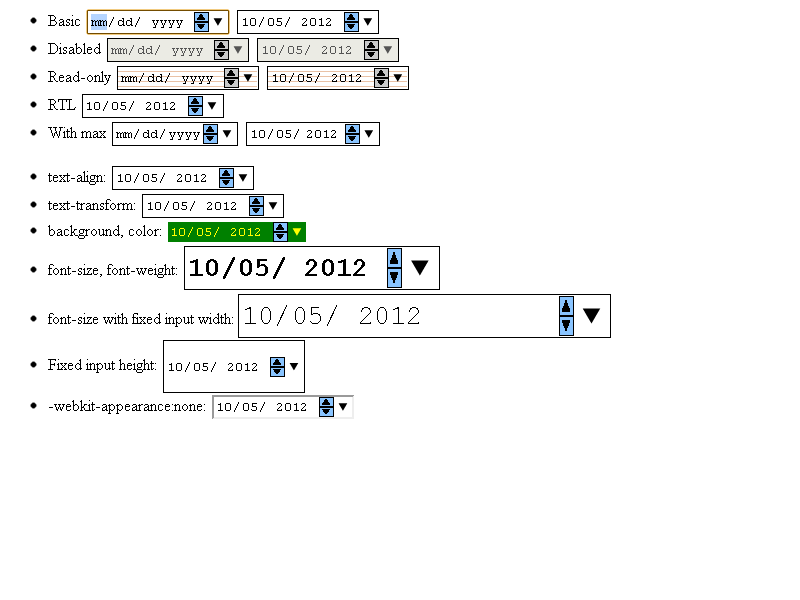 Basic mm/dd/ yyyy 10/05/ 2012
Disabled mm/dd/ yyyy 10/05/ 2012
Read-only mm/dd/ yyyy 10/05/ 2012
RTL 10/05/ 2012
With max mm/dd/yyyy 10/05/2012
text-align: 10/05/ 2012
text-transform: 10/05/ 2012
background, color: 10/05/ 2012
font-size, font-weight: 10/05/ 2012
font-size with fixed input width: 10/05/ 2012
Fixed input height: 10/05/ 2012
-webkit-appearance:none: 10/05/ 2012